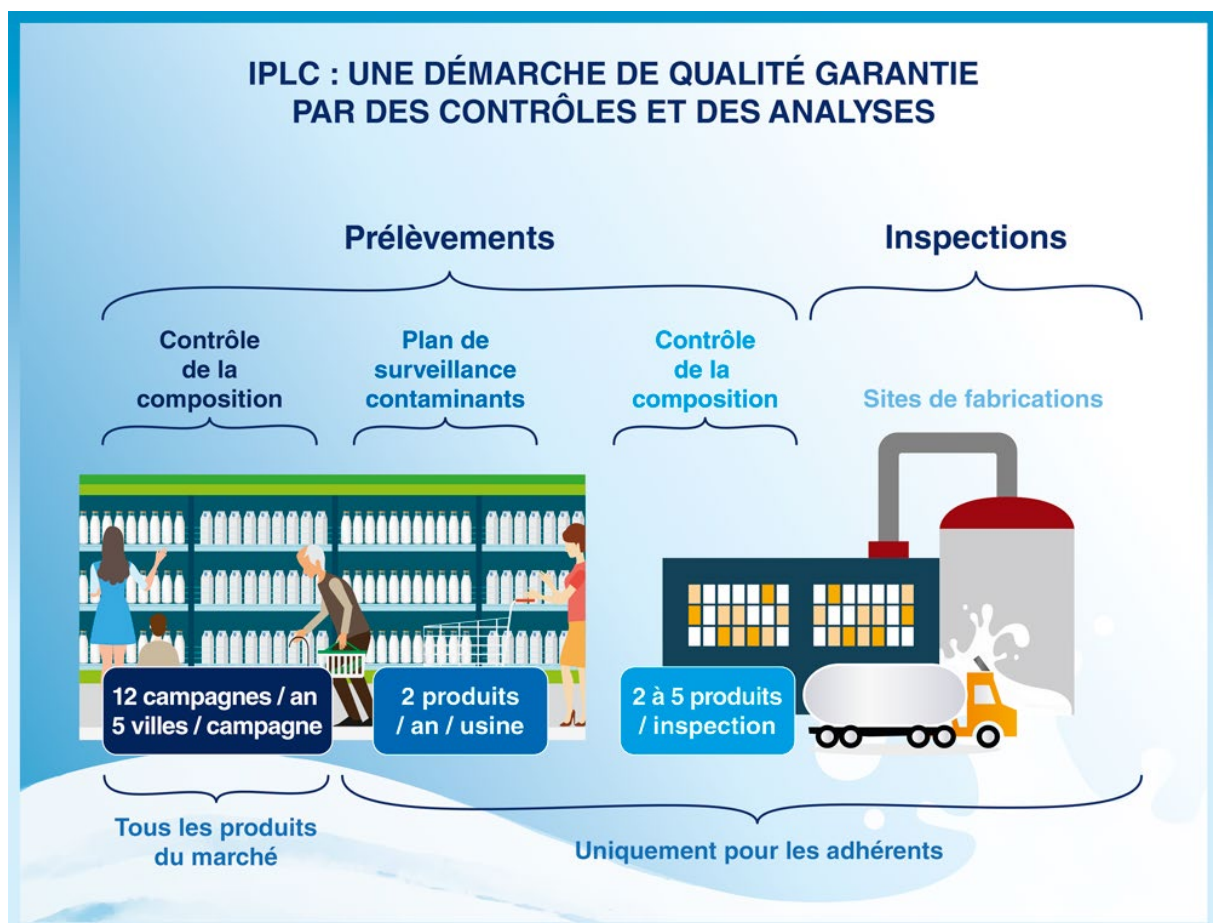 IPLC : UNE DÉMARCHE DE QUALITÉ GARANTIE
PAR DES CONTRÔLES ET DES ANALYSES
Prélèvements
Inspections
Contrôle
de la
composition
Plan de
surveillance
contaminants
Contrôle
de la
composition
Sites de fabrications
12 campagnes / an
5 villes / campagne
2 produits
/ an / usine
2 à 5 produits
/ inspection
Tous les produits
du marché
Uniquement pour les adhérents